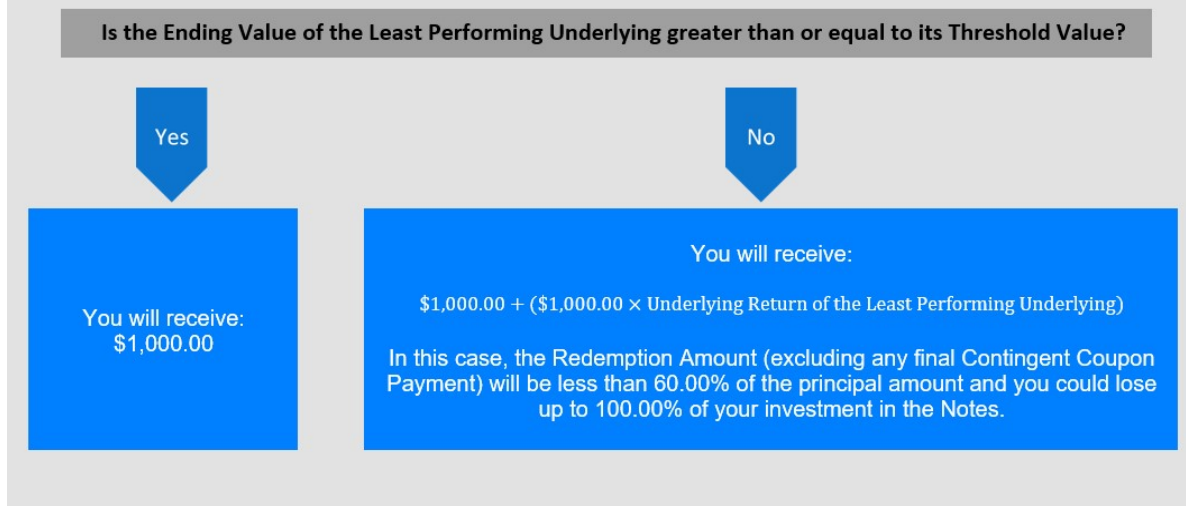 Is the Ending Value of the Least Performing Underlying greater than or equal to its Threshold Value?
Yes
No
You will receive:
$1,000.00
You will receive:
$1,000.00 + ($1,000.00 × Underlying Return of the Least Performing Underlying)
In this case, the Redemption Amount (excluding any final Contingent Coupon
Payment) will be less than 60.00% of the principal amount and you could lose
up to 100.00% of your investment in the Notes.